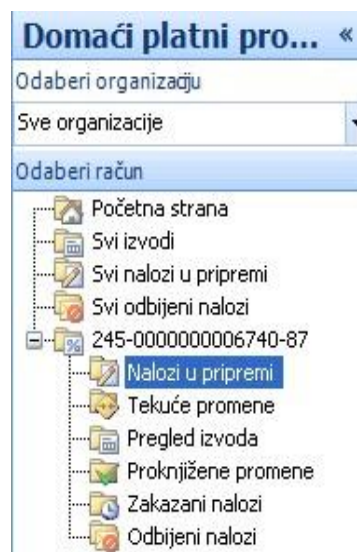 Domaći platni pro... «
Odaberi organizaciju
Sve organizacije
Odaberi račun
Početna strana
Svi izvodi
Svi nalozi u pripremi
Svi odbijeni nalozi
245-0000000006740-87
Nalozi u pripremi
Tekuće promene
Pregled izvoda
Proknjižene promene
Zakazani nalozi
Odbijeni nalozi